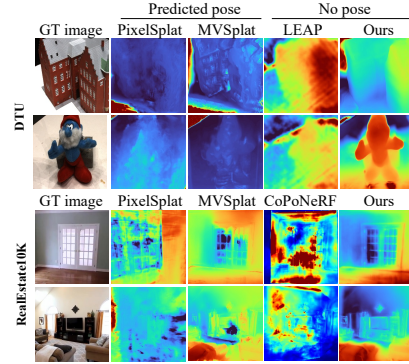 Predicted pose No pose
GT image PixelSplat MVSplat LEAP Ours
DTU
GT image PixelSplat MVSplat CoPoNeRF Ours
RealEstate10K